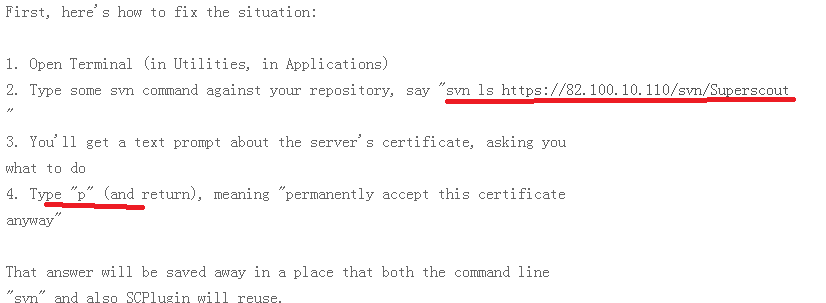 First, here's how to fix the situation:
1. Open Terminal (in Utilities, in Applications)
2. Type some svn command against your repository, say "svn ls https://82.100.10.110/svn/Superscout
"
3. You'll get a text prompt about the server's certificate, asking you
what to do
4. Type "p" (and return), meaning "permanently accept this certificate
anyway"
That answer will be saved away in a place that both the command line
"svn" and also SCPlugin will reuse.